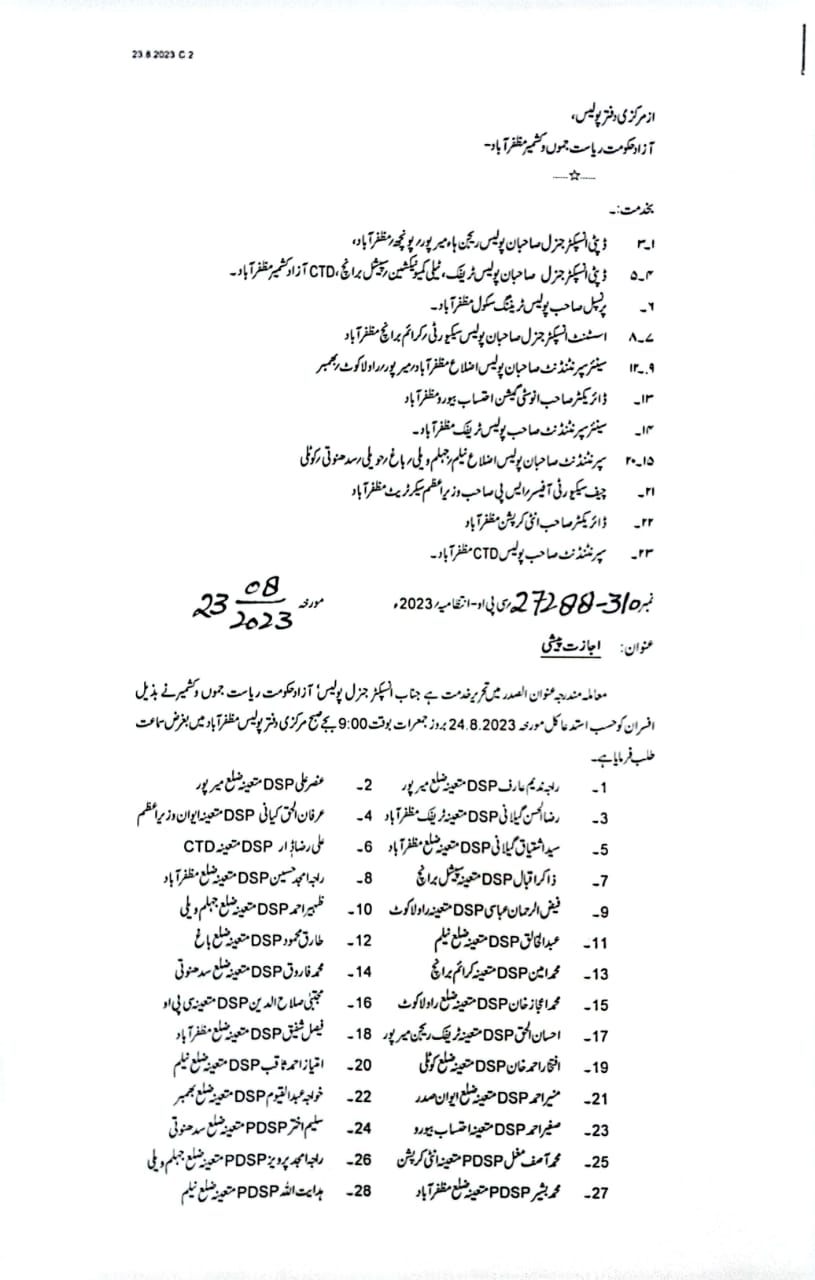 23.8.2023 C 2
از مرکزی دفتر پولیس،
آزاد حکومت ریاست جموں و کشمیر مظفرآباد۔
بخدمت:۔
۱۔۳ ڈپٹی انسپکٹر جنرل صاحبان پولیس ریجن ہاء میرپور، پونچھ، مظفرآباد،
۴۔۵ ڈپٹی انسپکٹر جنرل صاحبان پولیس ٹریفک، ٹیلی کمیونیکیشن/سپیشل برانچ، CTD آزاد کشمیر مظفرآباد۔
۶۔ پرنسپل صاحب پولیس ٹریننگ سکول مظفرآباد۔
۷۔۸ اسسٹنٹ انسپکٹر جنرل صاحبان پولیس سیکیورٹی/کرائم برانچ مظفرآباد
۹۔۱۲ سینئر سپرنٹنڈنٹ صاحبان پولیس اضلاع مظفرآباد/میرپور/راولاکوٹ/بھمبر
۱۳۔ ڈائریکٹر صاحب انوسٹی گیشن احتساب بیورو مظفرآباد
۱۴۔ سینئر سپرنٹنڈنٹ صاحب پولیس ٹریفک مظفرآباد۔
۱۵۔۲۰ سپرنٹنڈنٹ صاحبان پولیس اضلاع نیلم/جہلم ویلی/باغ/حویلی/سدھنوتی/کوٹلی
۲۱۔ چیف سیکیورٹی آفیسر/ایس پی صاحب وزیراعظم سیکرٹریٹ مظفرآباد
۲۲۔ ڈائریکٹر صاحب انٹی کرپشن مظفرآباد
۲۳۔ سپرنٹنڈنٹ صاحب پولیس CTD مظفرآباد۔
نمبر 27288-310/سی پی او۔انتظامیہ/2023ء مورخہ 23 08/2023
عنوان: اجازت پیشی
معاملہ مندرجہ عنوان الصدر میں تحریر خدمت ہے جناب انسپکٹر جنرل پولیس آزاد حکومت ریاست جموں و کشمیر نے بذیل
افسران کو حسب استدعا کل مورخہ 24.8.2023 بروز جمعرات بوقت 9:00 بجے صبح مرکزی دفتر پولیس مظفرآباد میں بغرض سماعت
طلب فرمایا ہے۔
1۔ راجہ ندیم عارف DSP متعینہ ضلع میرپور 2۔ عنصر علی DSP متعینہ ضلع میرپور
3۔ رضا الحسن گیلانی DSP متعینہ ٹریفک مظفرآباد 4۔ عرفان الحق کیانی DSP متعینہ ایوان وزیراعظم
5۔ سید اشتیاق گیلانی DSP متعینہ ضلع مظفرآباد 6۔ علی رضا ڈار DSP متعینہ CTD
7۔ ذاکر اقبال DSP متعینہ سپیشل برانچ 8۔ راجہ امجد حسین DSP متعینہ ضلع مظفرآباد
9۔ فیض الرحمان عباسی DSP متعینہ راولاکوٹ 10۔ ظہیر احمد DSP متعینہ ضلع جہلم ویلی
11۔ عبدالخالق DSP متعینہ ضلع نیلم 12۔ طارق محمود DSP متعینہ ضلع باغ
13۔ محمد امین DSP متعینہ کرائم برانچ 14۔ محمد فاروق DSP متعینہ ضلع سدھنوتی
15۔ محمد اعجاز خان DSP متعینہ ضلع راولاکوٹ 16۔ مجتبیٰ صلاح الدین DSP متعینہ سی پی او
17۔ احسان الحق DSP متعینہ ٹریفک ریجن میرپور 18۔ فیصل شفیق DSP متعینہ ضلع مظفرآباد
19۔ افتخار احمد خان DSP متعینہ ضلع کوٹلی 20۔ امتیاز احمد ثاقب DSP متعینہ ضلع نیلم
21۔ منیر احمد DSP متعینہ ضلع ایوان صدر 22۔ خواجہ عبدالقیوم DSP متعینہ ضلع بھمبر
23۔ صغیر احمد DSP متعینہ احتساب بیورو 24۔ سلیم اختر PDSP متعینہ ضلع سدھنوتی
25۔ محمد آصف مغل PDSP متعینہ انٹی کرپشن 26۔ راجہ امجد پرویز PDSP متعینہ ضلع جہلم ویلی
27۔ محمد بشیر PDSP متعینہ ضلع مظفرآباد 28۔ ہدایت اللہ PDSP متعینہ ضلع نیلم